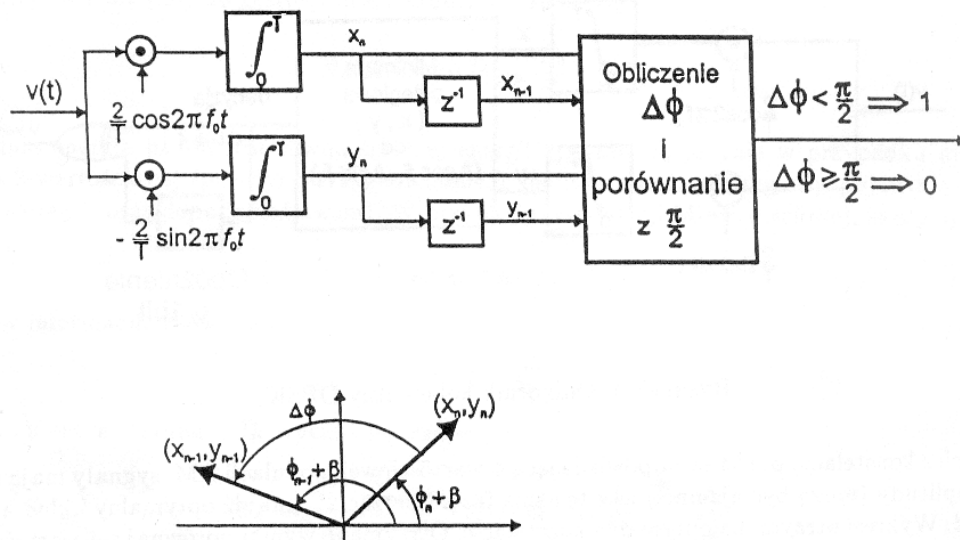 v(t)
2/T cos2πf₀t
∫₀ᵀ
xₙ
z⁻¹
xₙ₋₁
- 2/T sin2πf₀t
∫₀ᵀ
yₙ
z⁻¹
yₙ₋₁
Obliczenie
Δϕ
i
porównanie
z π/2
Δϕ < π/2 ⟹ 1
Δϕ ≥ π/2 ⟹ 0
Δϕ
(xₙ,yₙ)
(xₙ₋₁,yₙ₋₁)
ϕₙ₋₁+β
ϕₙ+β